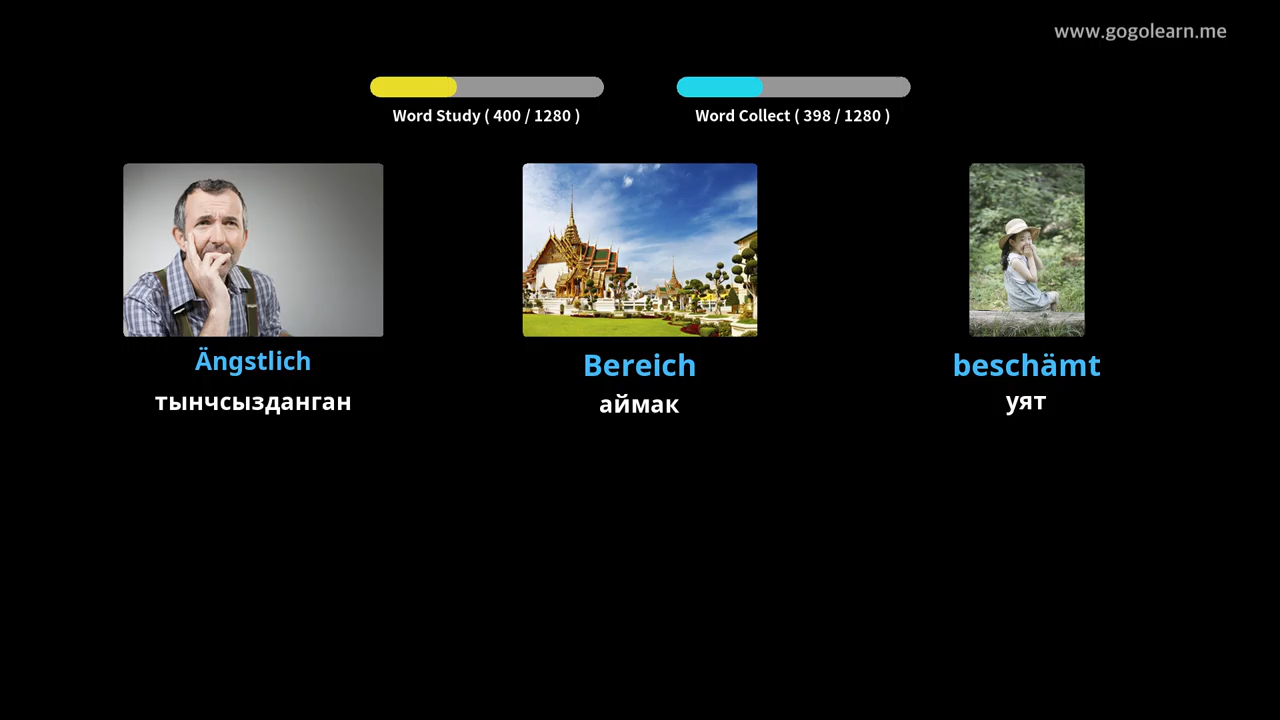 www.gogolearn.me
Word Study ( 400 / 1280 )
Word Collect ( 398 / 1280 )
Ängstlich
тынчсызданган
Bereich
аймак
beschämt
уят